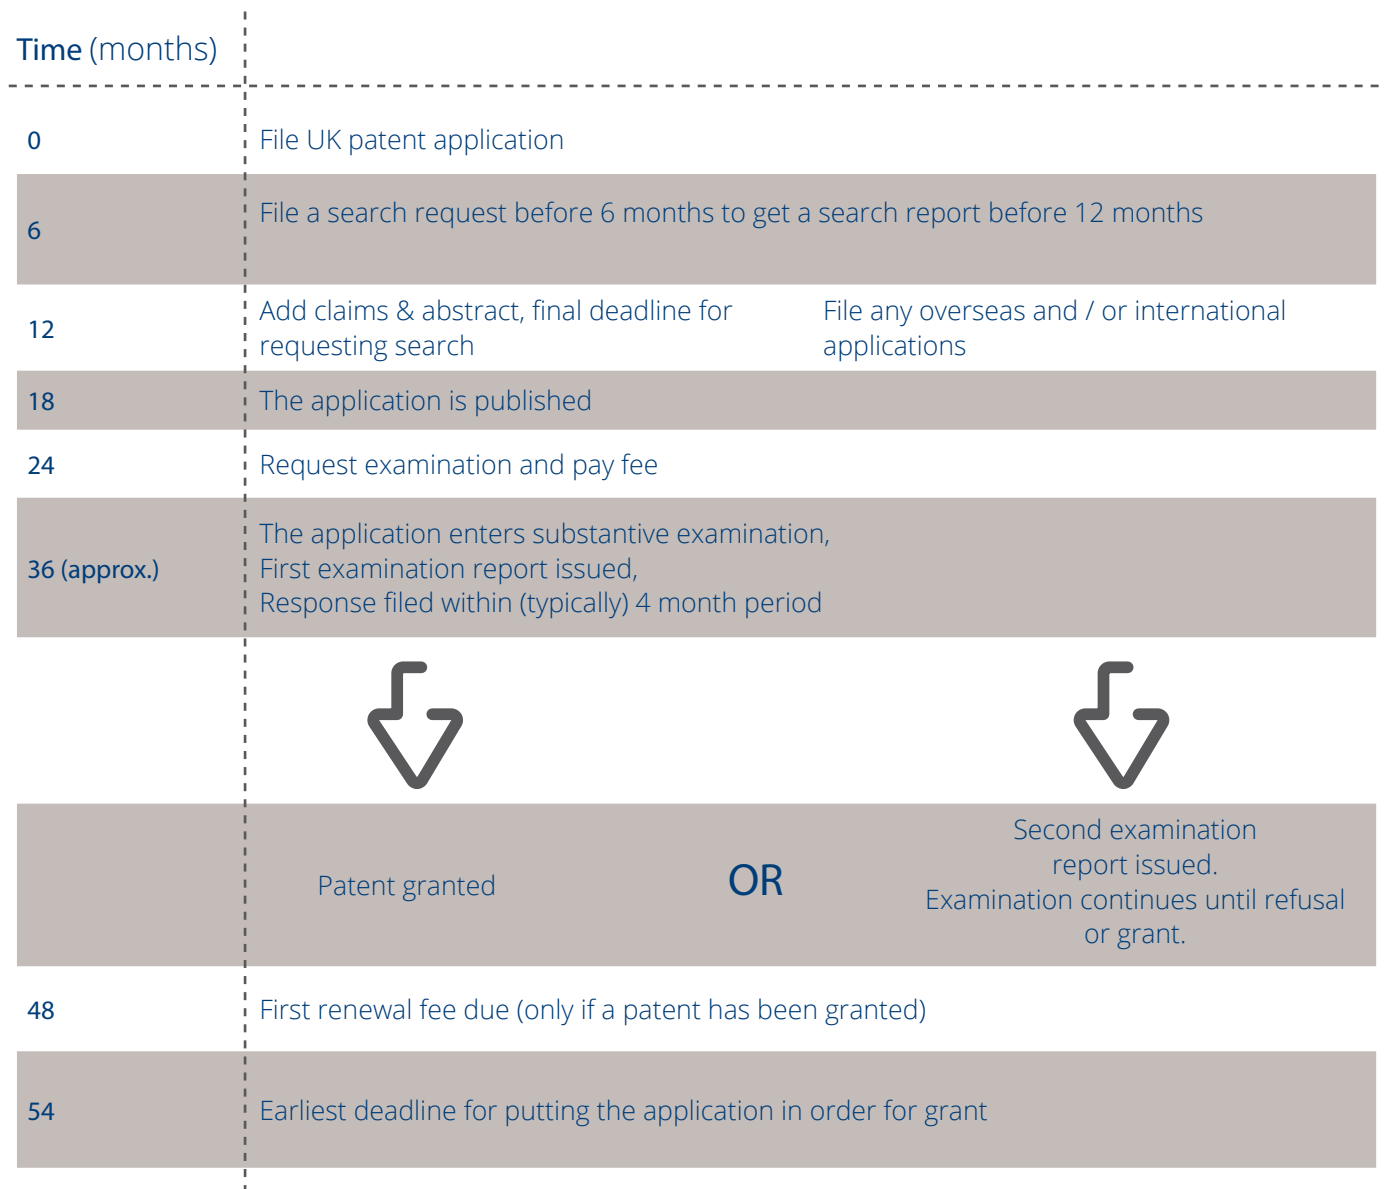 Time (months)
0
File UK patent application
6
File a search request before 6 months to get a search report before 12 months
12
Add claims & abstract, final deadline for
requesting search
File any overseas and / or international
applications
18
The application is published
24
Request examination and pay fee
36 (approx.)
The application enters substantive examination,
First examination report issued,
Response filed within (typically) 4 month period
Patent granted
OR
Second examination
report issued.
Examination continues until refusal
or grant.
48
First renewal fee due (only if a patent has been granted)
54
Earliest deadline for putting the application in order for grant